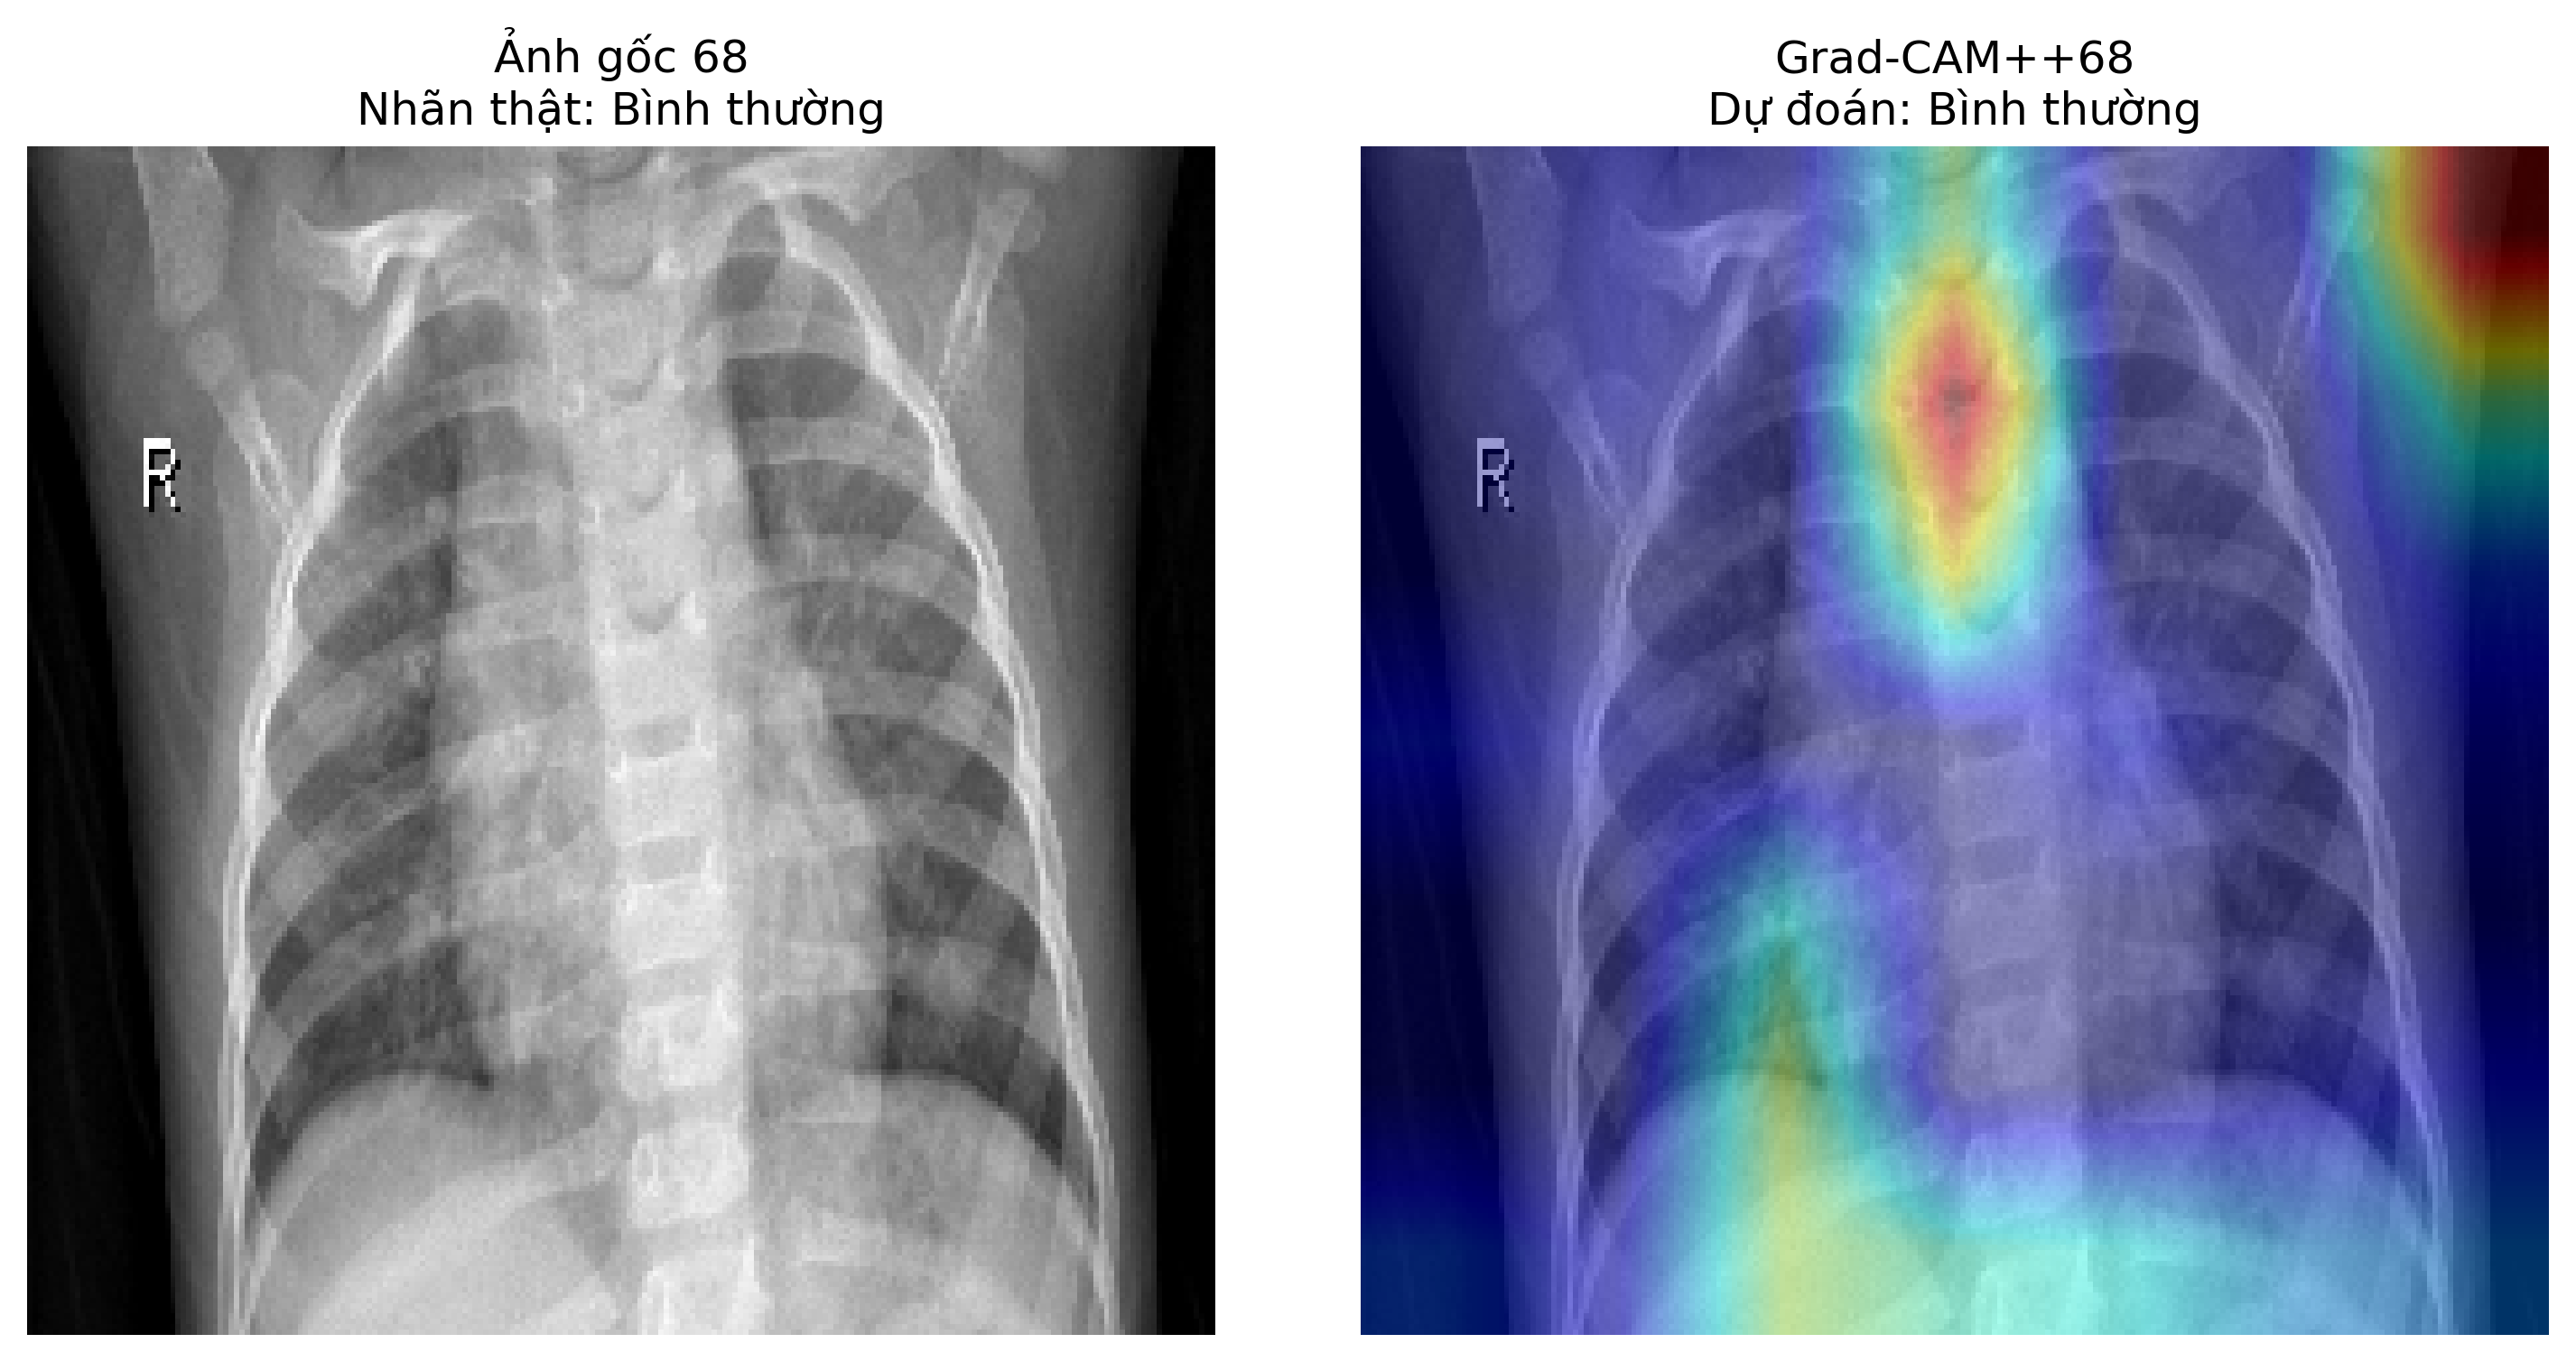 Ảnh gốc 68
Nhãn thật: Bình thường
Grad-CAM++68
Dự đoán: Bình thường
R
R